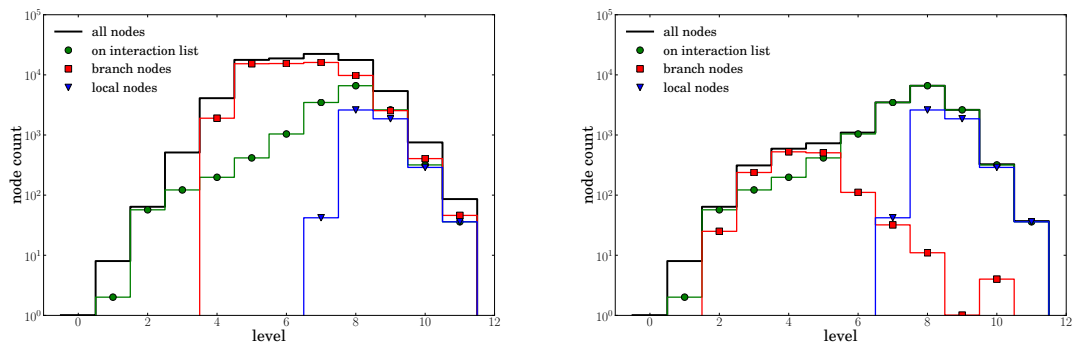 10^5
10^4
10^3
10^2
10^1
10^0
node count
all nodes
on interaction list
branch nodes
local nodes
0 2 4 6 8 10 12
level
10^5
10^4
10^3
10^2
10^1
10^0
node count
all nodes
on interaction list
branch nodes
local nodes
0 2 4 6 8 10 12
level